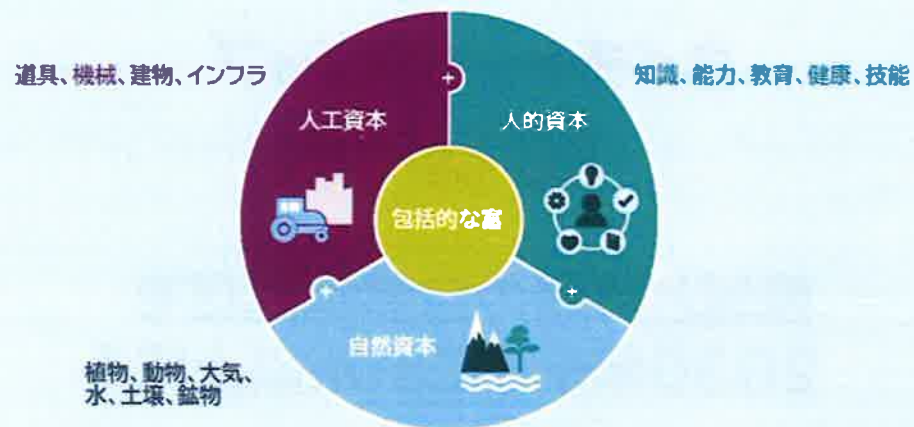 道具、機械、建物、インフラ
知識、能力、教育、健康、技能
人工資本
人的資本
包括的な富
自然資本
植物、動物、大気、
水、土壌、鉱物